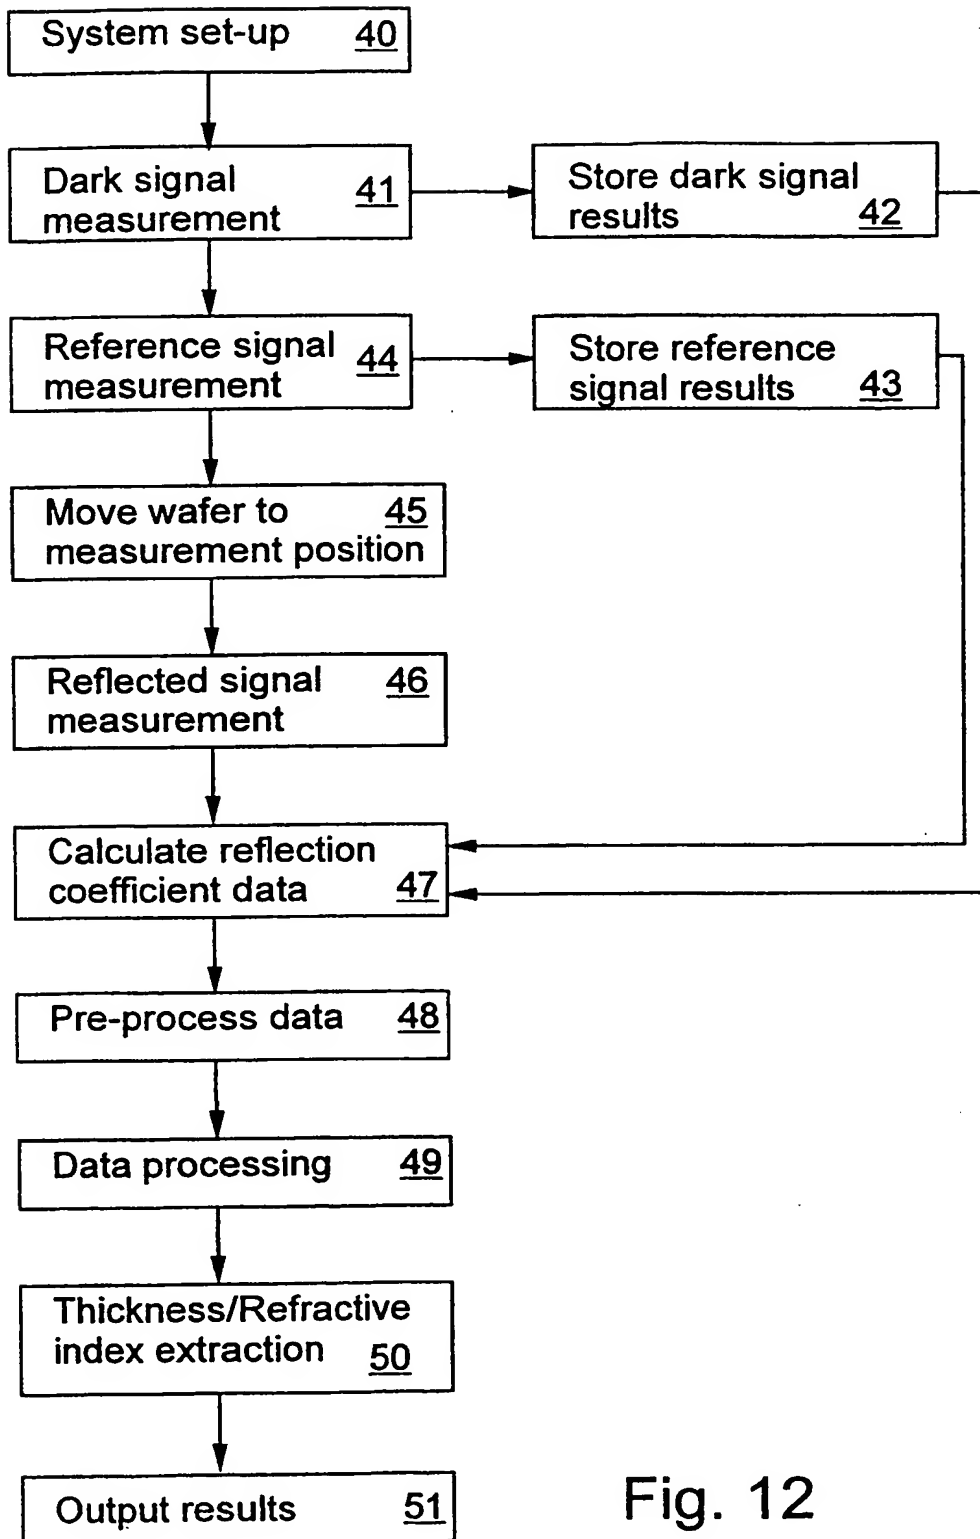 System set-up 40
Dark signal
measurement 41
Store dark signal
results 42
Reference signal
measurement 44
Store reference
signal results 43
Move wafer to 45
measurement position
Reflected signal 46
measurement
Calculate reflection
coefficient data 47
Pre-process data 48
Data processing 49
Thickness/Refractive
index extraction 50
Output results 51
Fig. 12